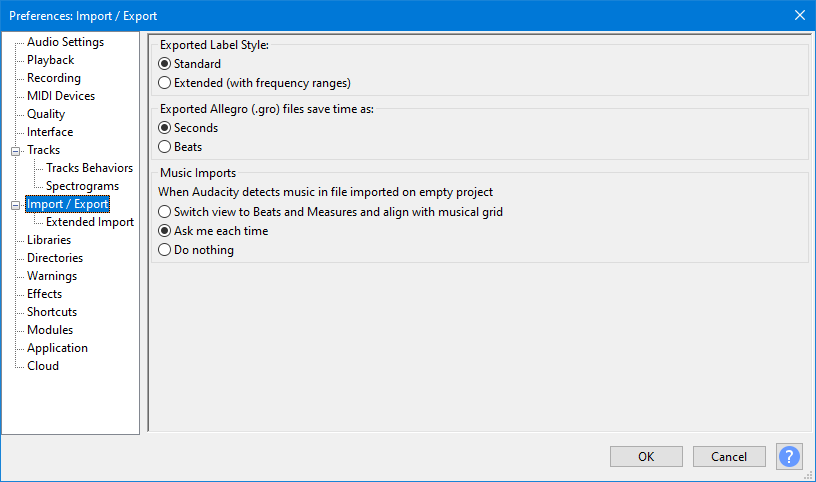 Preferences: Import / Export
Audio Settings
Playback
Recording
MIDI Devices
Quality
Interface
Tracks
Tracks Behaviors
Spectrograms
Import / Export
Extended Import
Libraries
Directories
Warnings
Effects
Shortcuts
Modules
Application
Cloud
Exported Label Style:
Standard
Extended (with frequency ranges)
Exported Allegro (.gro) files save time as:
Seconds
Beats
Music Imports
When Audacity detects music in file imported on empty project
Switch view to Beats and Measures and align with musical grid
Ask me each time
Do nothing
OK
Cancel
?